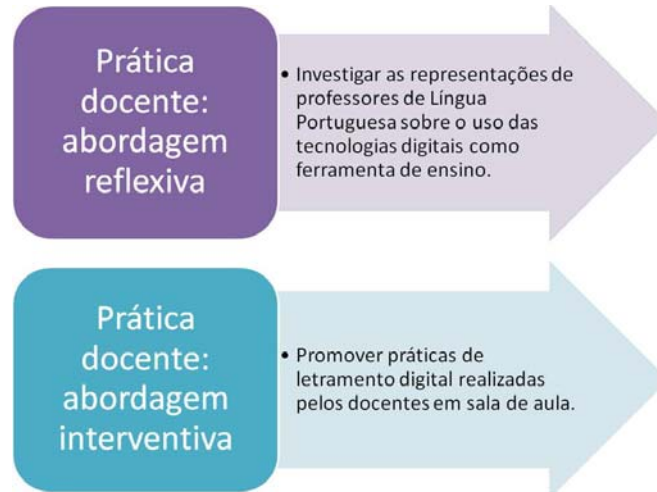 Prática
docente:
abordagem
reflexiva
• Investigar as representações de
professores de Língua
Portuguesa sobre o uso das
tecnologias digitais como
ferramenta de ensino.
Prática
docente:
abordagem
interventiva
• Promover práticas de
letramento digital realizadas
pelos docentes em sala de aula.